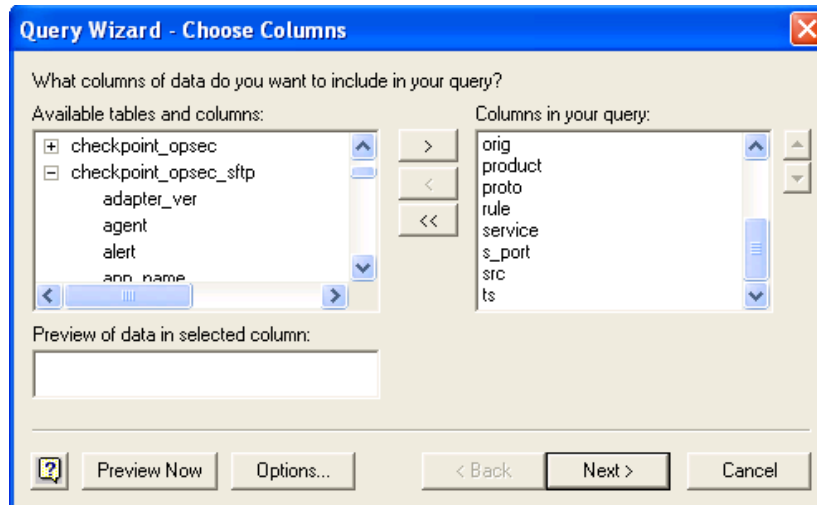 Query Wizard - Choose Columns
What columns of data do you want to include in your query?
Available tables and columns:
checkpoint_opsec
checkpoint_opsec_sftp
adapter_ver
agent
alert
app_name
>
<
<<
Columns in your query:
orig
product
proto
rule
service
s_port
src
ts
Preview of data in selected column:
?
Preview Now
Options...
< Back
Next >
Cancel